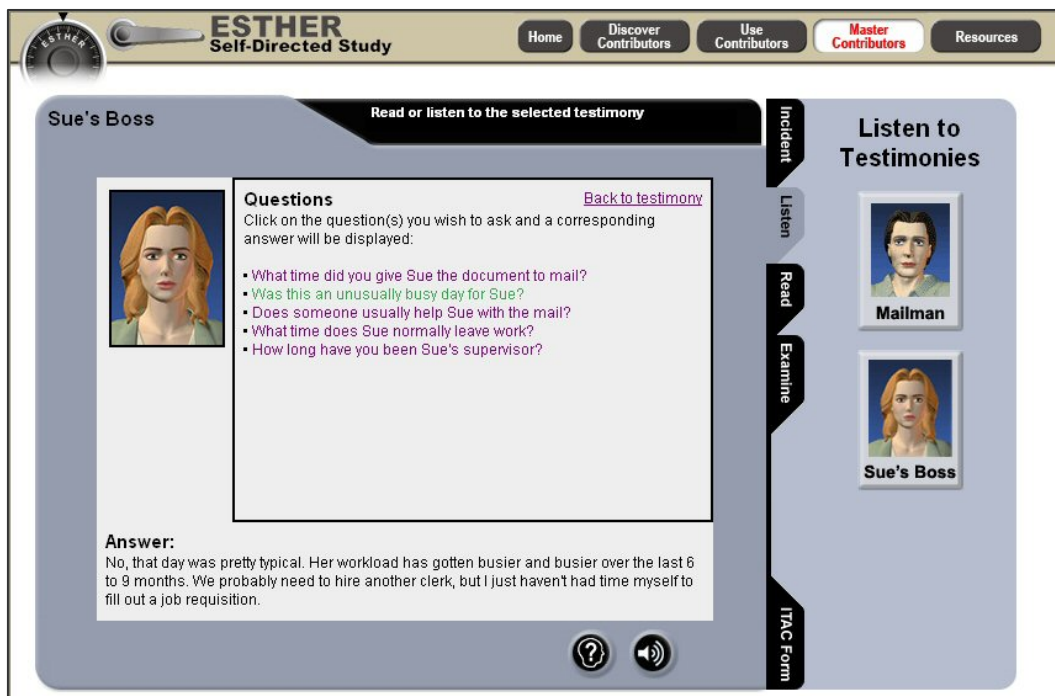 ESTHER
ESTHER
Self-Directed Study
Home
Discover
Contributors
Use
Contributors
Master
Contributors
Resources
Sue's Boss
Read or listen to the selected testimony
Questions
Back to testimony
Click on the question(s) you wish to ask and a corresponding
answer will be displayed:
▪ What time did you give Sue the document to mail?
▪ Was this an unusually busy day for Sue?
▪ Does someone usually help Sue with the mail?
▪ What time does Sue normally leave work?
▪ How long have you been Sue's supervisor?
Answer:
No, that day was pretty typical. Her workload has gotten busier and busier over the last 6
to 9 months. We probably need to hire another clerk, but I just haven't had time myself to
fill out a job requisition.
?
Incident
Listen
Read
Examine
ITAC Form
Listen to
Testimonies
Mailman
Sue's Boss